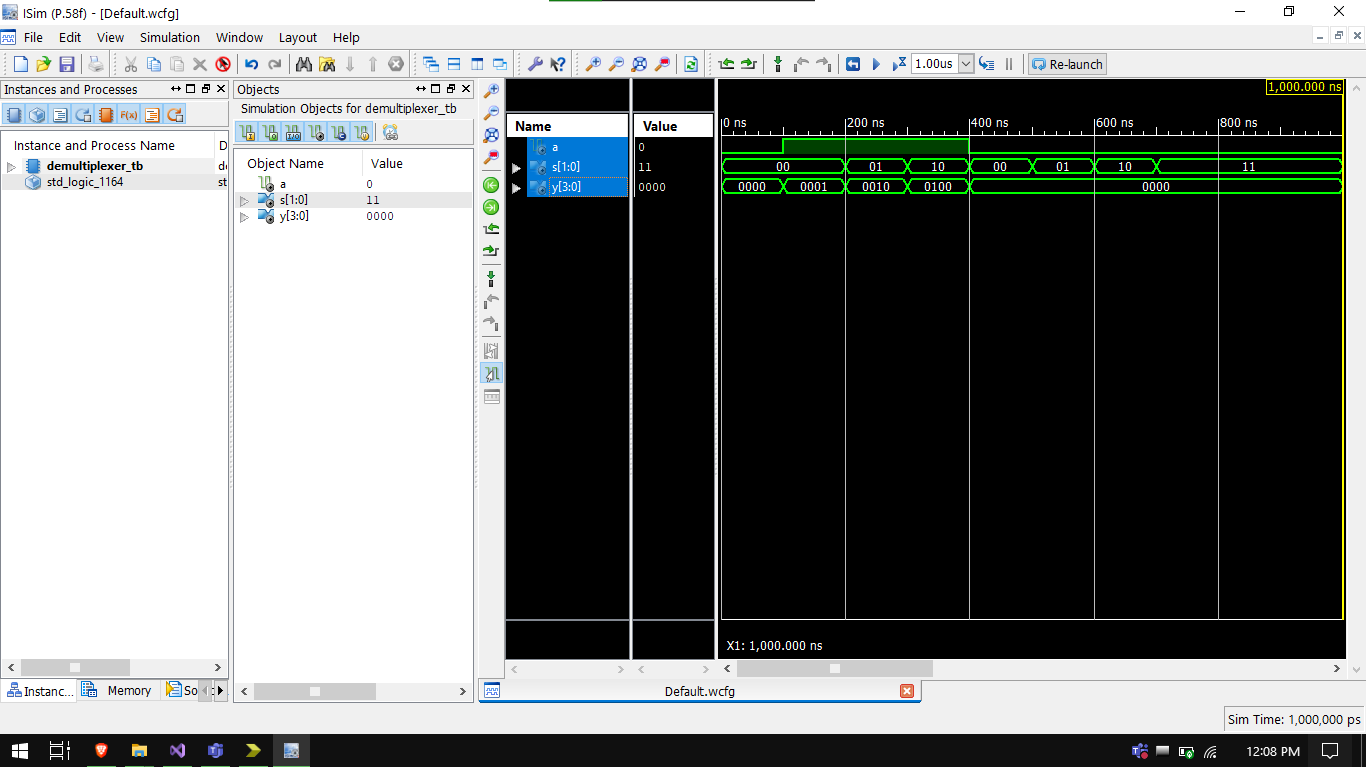 ISim (P.58f) - [Default.wcfg]
File Edit View Simulation Window Layout Help
1.00us Re-launch
Instances and Processes
Instance and Process Name D
demultiplexer_tb de
std_logic_1164 st
Instanc... Memory So
Objects
Simulation Objects for demultiplexer_tb
Object Name Value
a 0
s[1:0] 11
y[3:0] 0000
Name Value
a 0
s[1:0] 11
y[3:0] 0000
1,000.000 ns
0 ns 200 ns 400 ns 600 ns 800 ns
00 01 10 00 01 10 11
0000 0001 0010 0100 0000
X1: 1,000.000 ns
Default.wcfg
Sim Time: 1,000,000 ps
12:08 PM